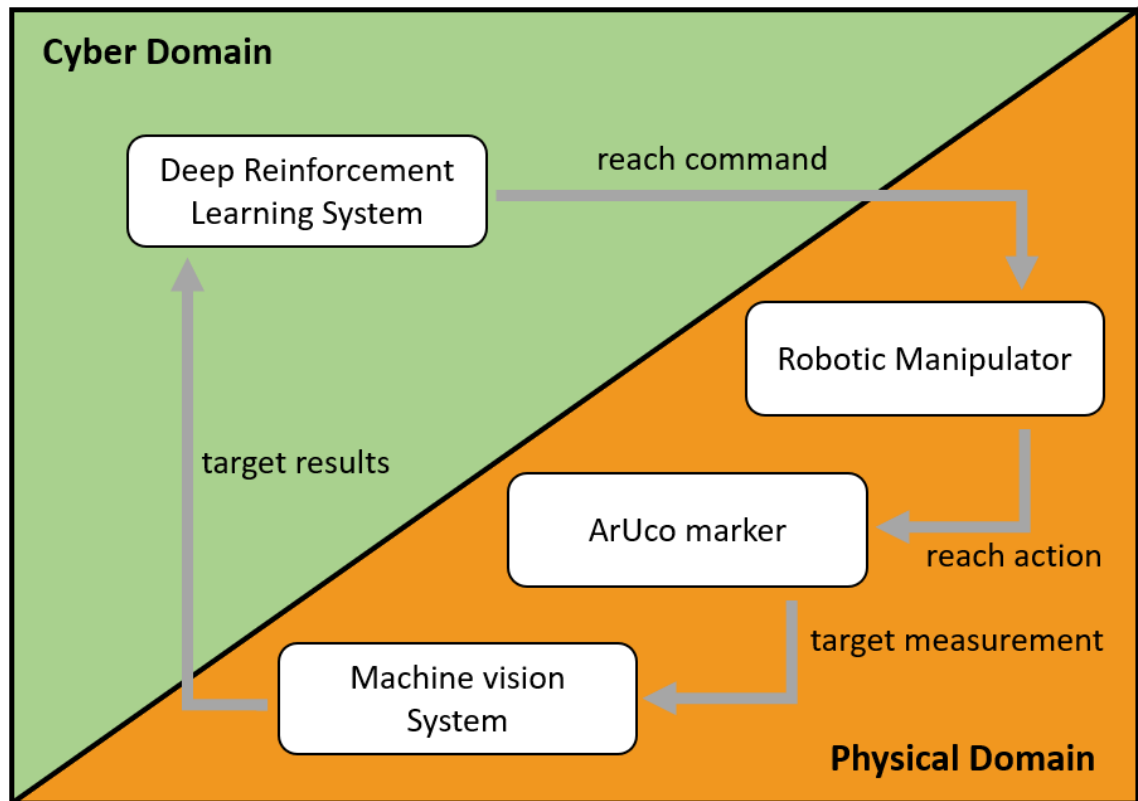 Cyber Domain
Deep Reinforcement
Learning System
reach command
Robotic Manipulator
target results
ArUco marker
reach action
target measurement
Machine vision
System
Physical Domain